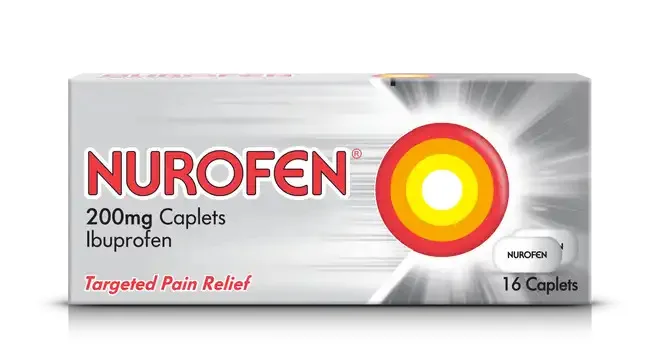 NUROFEN®
200mg Caplets
Ibuprofen
Targeted Pain Relief
NUROFEN
16 Caplets